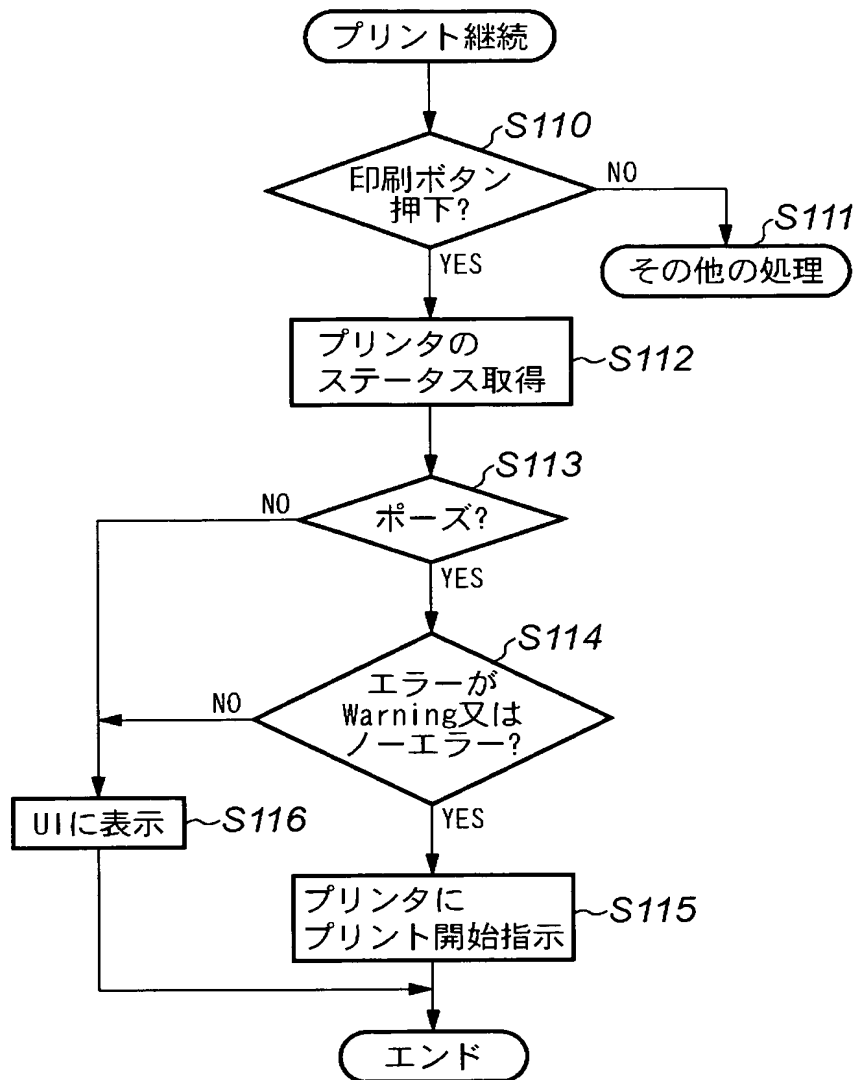 プリント継続
S110
印刷ボタン
押下?
NO
S111
その他の処理
YES
プリンタの
ステータス取得
S112
S113
NO
ポーズ?
YES
S114
エラーが
Warning又は
ノーエラー?
NO
YES
UIに表示
S116
プリンタに
プリント開始指示
S115
エンド